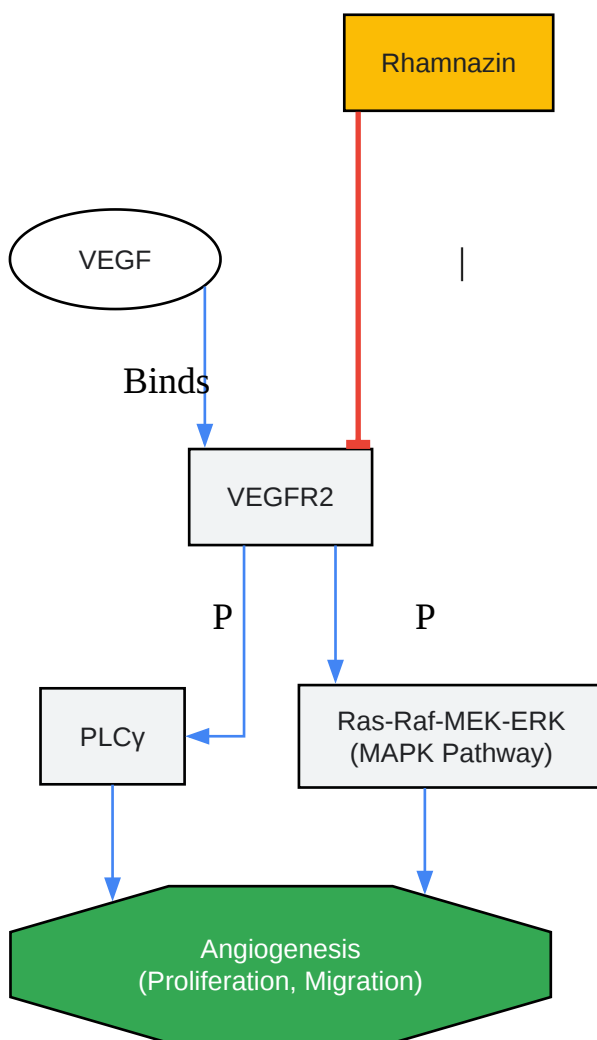 Rhamnazin
VEGF
|
Binds
VEGFR2
P
P
PLCγ
Ras-Raf-MEK-ERK
(MAPK Pathway)
Angiogenesis
(Proliferation, Migration)